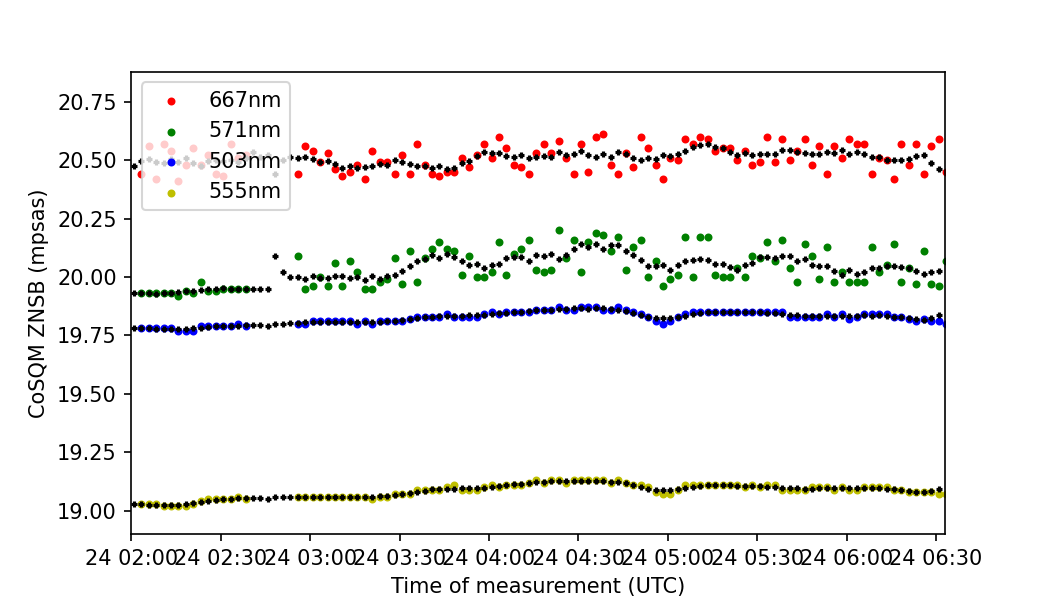 667nm
571nm
503nm
555nm
20.75
20.50
20.25
20.00
19.75
19.50
19.25
19.00
CoSQM ZNSB (mpsas)
24 02:00 24 02:30 24 03:00 24 03:30 24 04:00 24 04:30 24 05:00 24 05:30 24 06:00 24 06:30
Time of measurement (UTC)